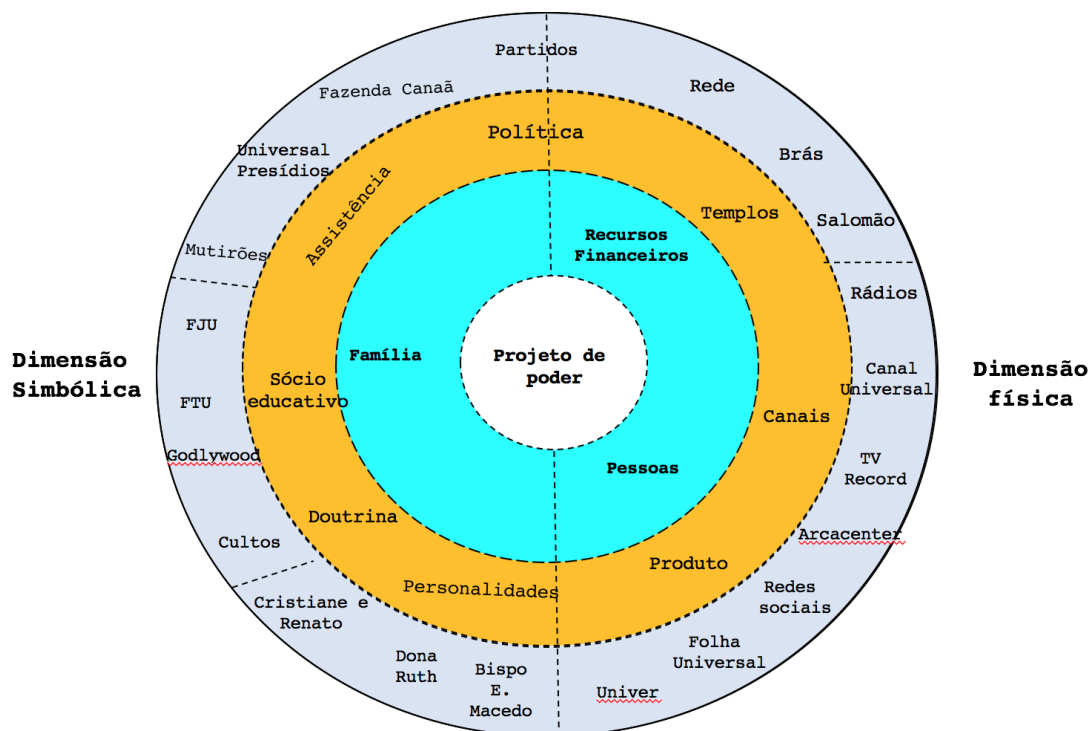 Partidos
Fazenda Canaã
Rede
Política
Universal
Presídios
Brás
Assistência
Templos
Salomão
Recursos
Financeiros
Mutirões
Rádios
FJU
Dimensão
Simbólica
Família
Projeto de
poder
Canal
Universal
Dimensão
física
Sócio
educativo
FTU
Canais
Godlywood
Pessoas
TV
Record
Doutrina
Arcacenter
Cultos
Produto
Personalidades
Redes
sociais
Cristiane e
Renato
Folha
Universal
Dona
Ruth
Bispo
E.
Macedo
Univer